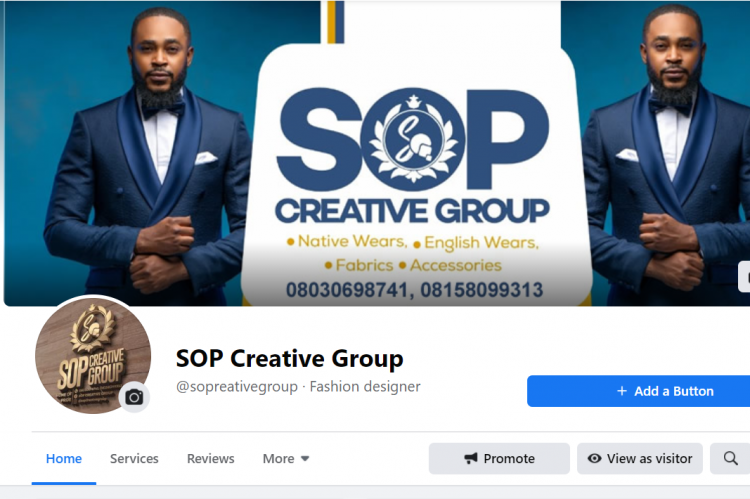 SOP
CREATIVE GROUP
• Native Wears, • English Wears,
• Fabrics • Accessories
08030698741, 08158099313
SOP CREATIVE GROUP
SOP Creative Group
@sopreativegroup · Fashion designer
+ Add a Button
Home Services Reviews More Promote View as visitor